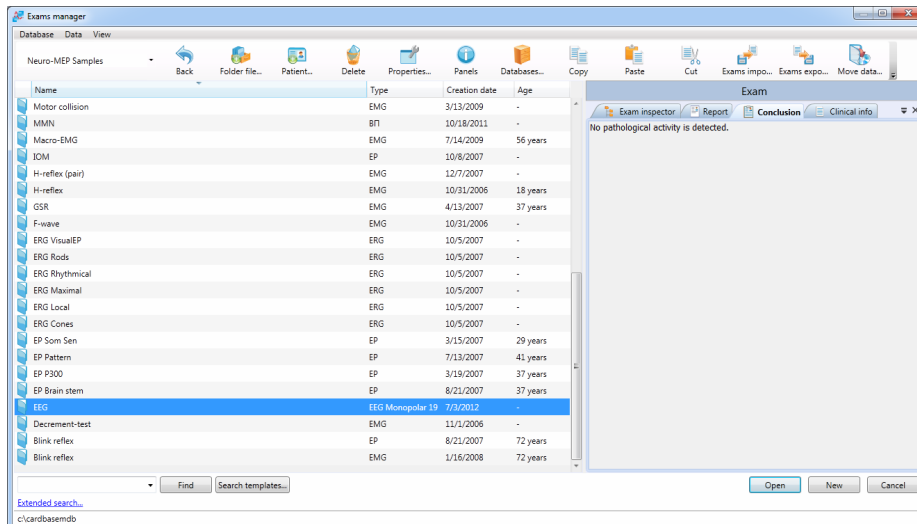 Exams manager
Database Data View
Neuro-MEP Samples
Back Folder file... Patient... Delete Properties... Panels Databases... Copy Paste Cut Exams impo... Exams expo... Move data...
Name Type Creation date Age
Motor collision EMG 3/13/2009 -
MMN ВП 10/18/2011 -
Macro-EMG EMG 7/14/2009 56 years
IOM EP 10/8/2007 -
H-reflex (pair) EMG 12/7/2007 -
H-reflex EMG 10/31/2006 18 years
GSR EMG 4/13/2007 37 years
F-wave EMG 10/31/2006 -
ERG VisualEP ERG 10/5/2007 -
ERG Rods ERG 10/5/2007 -
ERG Rhythmical ERG 10/5/2007 -
ERG Maximal ERG 10/5/2007 -
ERG Local ERG 10/5/2007 -
ERG Cones ERG 10/5/2007 -
EP Som Sen EP 3/15/2007 29 years
EP Pattern EP 7/13/2007 41 years
EP P300 EP 3/19/2007 37 years
EP Brain stem EP 8/21/2007 37 years
EEG EEG Monopolar 19 7/3/2012 -
Decrement-test EMG 11/1/2006 -
Blink reflex EP 8/21/2007 72 years
Blink reflex EMG 1/16/2008 72 years
Exam
Exam inspector Report Conclusion Clinical info
No pathological activity is detected.
Find Search templates... Open New Cancel
Extended search...
c:\cardbasemdb